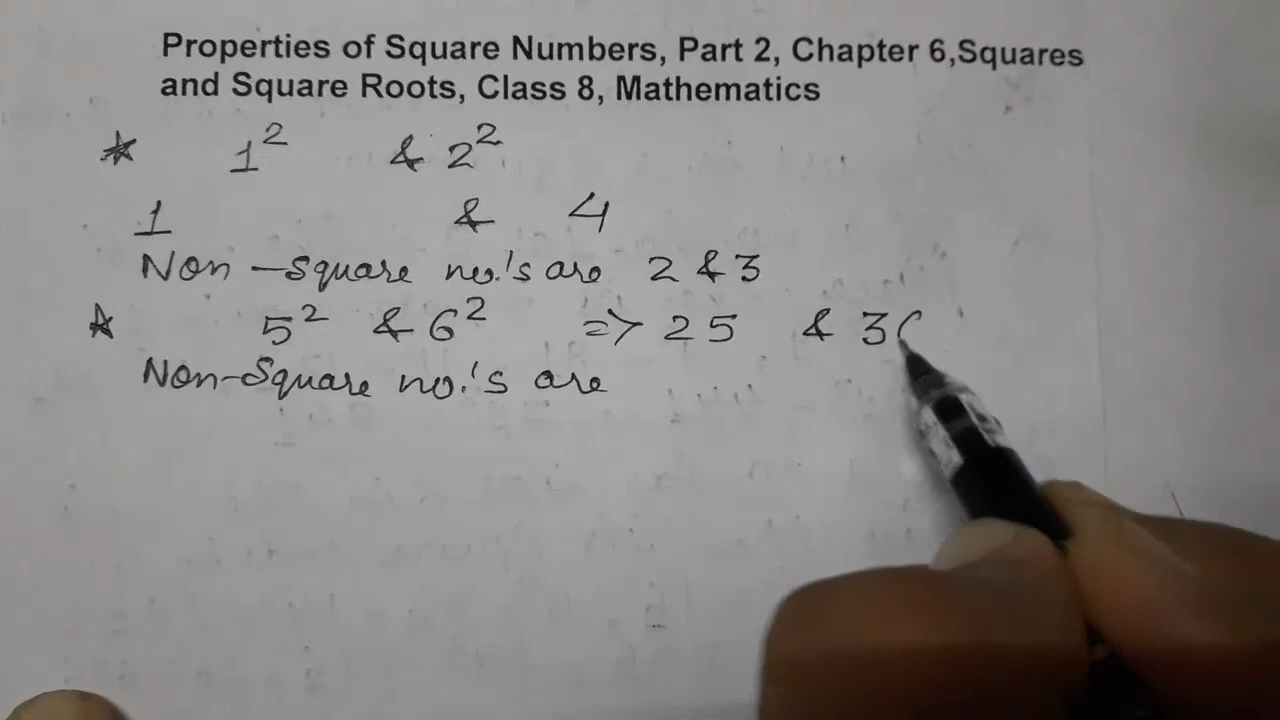 Properties of Square Numbers, Part 2, Chapter 6,Squares
and Square Roots, Class 8, Mathematics
☆ 1² & 2²
1 & 4
Non-square no.'s are 2 & 3
☆ 5² & 6² => 25 & 3
Non-Square no.'s are